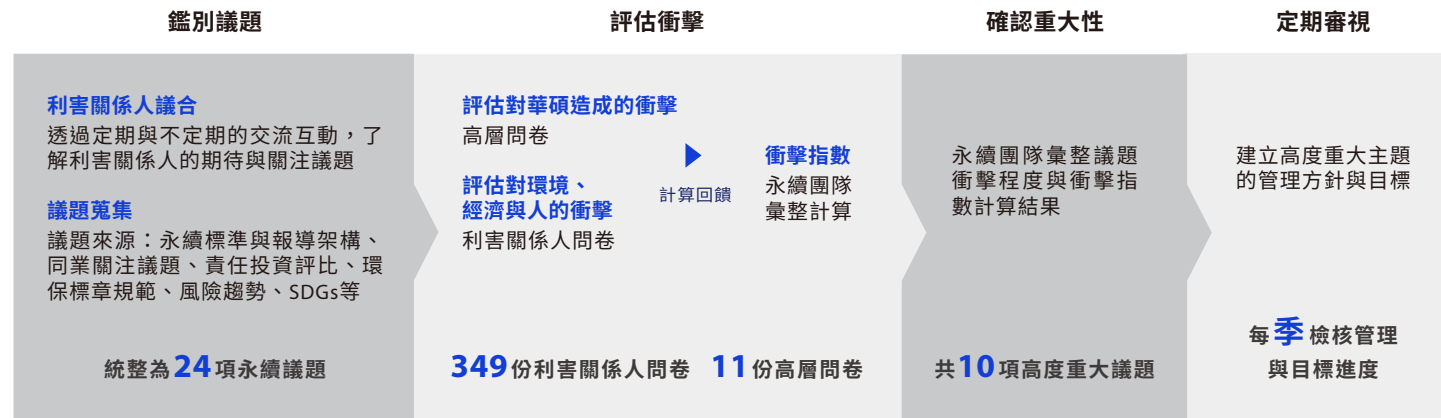 鑑別議題
利害關係人議合
透過定期與不定期的交流互動，了
解利害關係人的期待與關注議題
議題蒐集
議題來源：永續標準與報導架構、
同業關注議題、責任投資評比、環
保標章規範、風險趨勢、SDGs等
統整為24項永續議題
評估衝擊
評估對華碩造成的衝擊
高層問卷
評估對環境、
經濟與人的衝擊
利害關係人問卷
計算回饋
衝擊指數
永續團隊
彙整計算
349份利害關係人問卷 11份高層問卷
確認重大性
永續團隊彙整議題
衝擊程度與衝擊指
數計算結果
共10項高度重大議題
定期審視
建立高度重大主題
的管理方針與目標
每季檢核管理
與目標進度